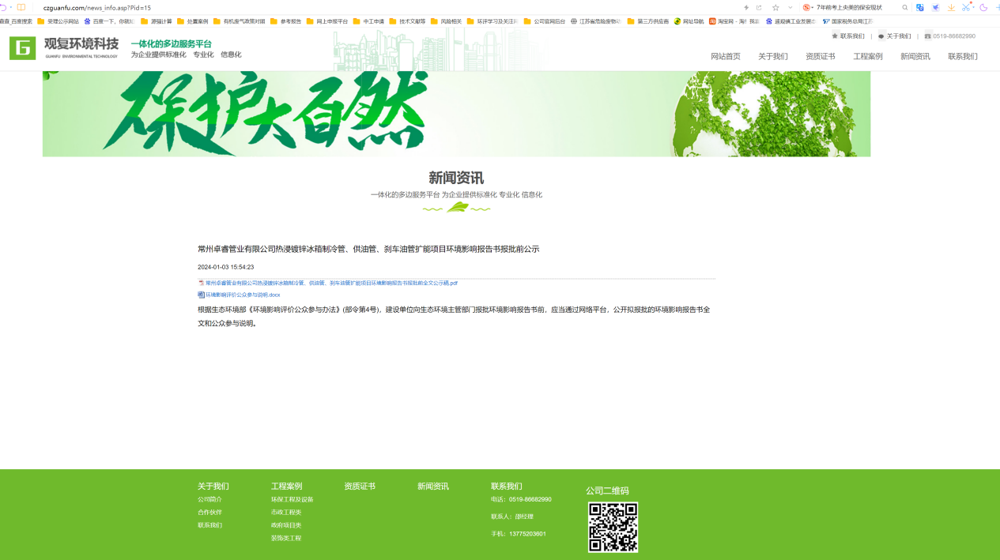 czguanfu.com/news_info.asp?Pid=15
7年前考上央美的保安现状
百度搜索 受理公示网站 百度一下，你就知 源强计算 处置案例 有机废气政策对照 参考报告 网上申报平台 中工申请 技术文献等 风险相关 环评学习及关注网 公司官网后台 江苏省危险废物动 第三方供应商 网址导航 淘宝网 - 淘！我喜 遥观镇工业发展办 国家税务总局江苏
联系我们 | 关于我们 | 0519-86682990
观复环境科技
GUANFU ENVIRONMENTAL TECHNOLOGY
一体化的多边服务平台
为企业提供标准化 专业化 信息化
网站首页 关于我们 资质证书 工程案例 新闻资讯 联系我们
保护大自然
新闻资讯
一体化的多边服务平台 为企业提供标准化 专业化 信息化
常州卓睿管业有限公司热浸镀锌冰箱制冷管、供油管、刹车油管扩能项目环境影响报告书报批前公示
2024-01-03 15:54:23
常州卓睿管业有限公司热浸镀锌冰箱制冷管、供油管、刹车油管扩能项目环境影响报告书报批前全文公示稿.pdf
环境影响评价公众参与说明.docx
根据生态环境部《环境影响评价公众参与办法》(部令第4号)，建设单位向生态环境主管部门报批环境影响报告书前，应当通过网络平台，公开拟报批的环境影响报告书全
文和公众参与说明。
关于我们 工程案例 资质证书 新闻资讯 联系我们 公司二维码
公司简介 环保工程及设备 电话：0519-86682990
合作伙伴 市政工程类 联系人：邵经理
联系我们 政府项目类 手机：13775203601
装饰类工程